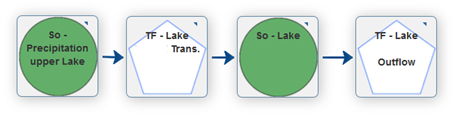 So -
Precipitation
upper Lake
TF - Lake
Trans.
So - Lake
TF - Lake
Outflow